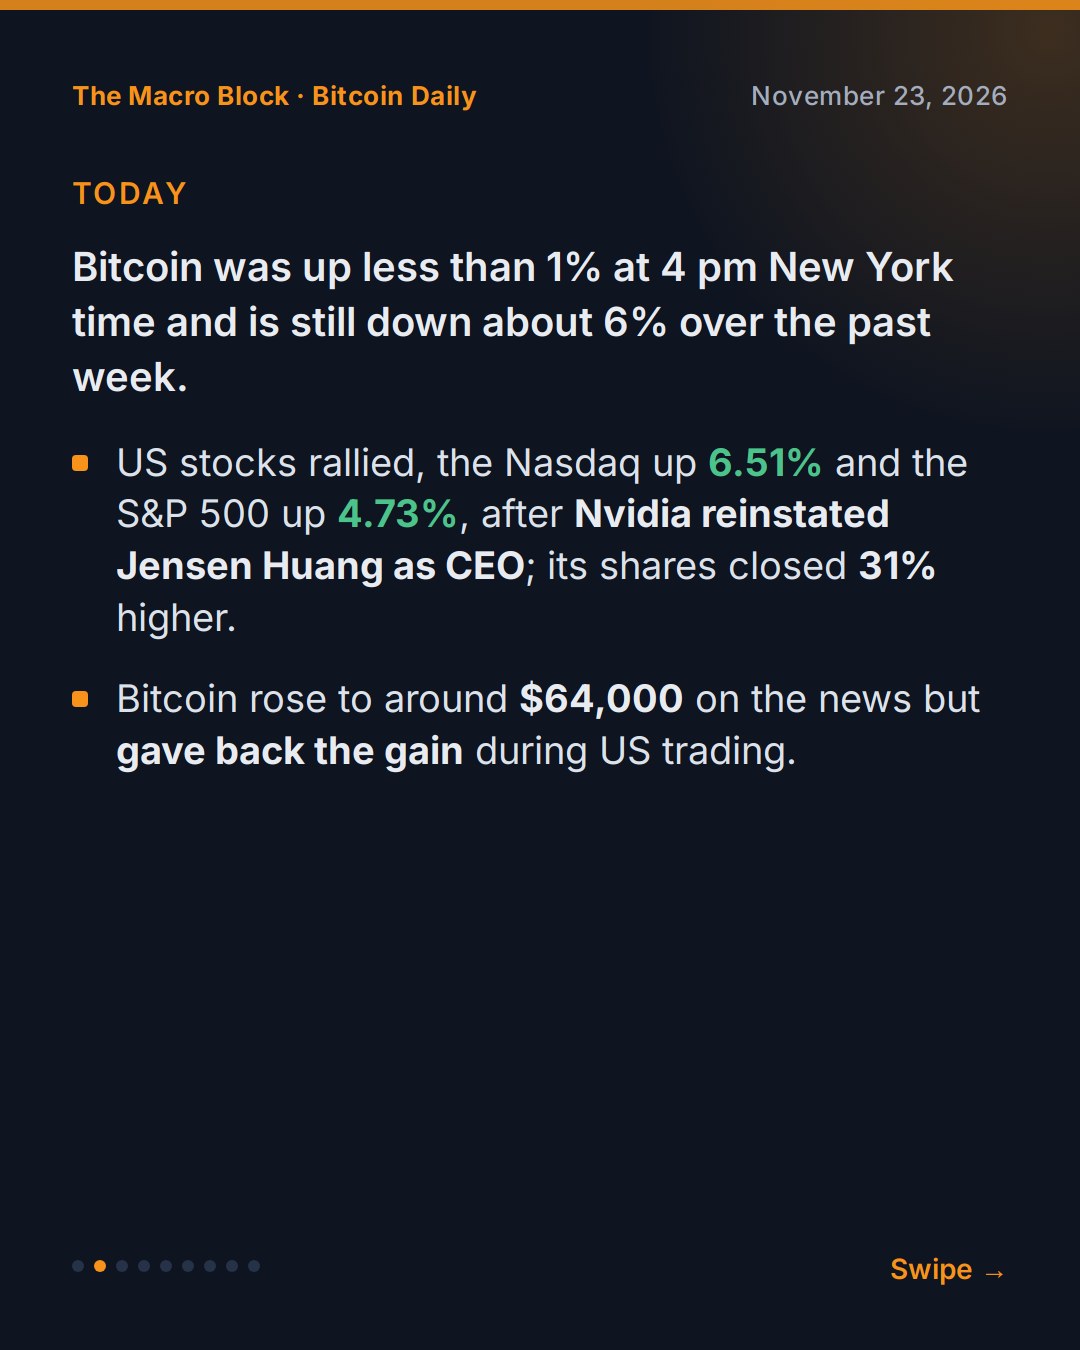 The Macro Block · Bitcoin Daily
November 23, 2026
TODAY
Bitcoin was up less than 1% at 4 pm New York
time and is still down about 6% over the past
week.
US stocks rallied, the Nasdaq up 6.51% and the
S&P 500 up 4.73%, after Nvidia reinstated
Jensen Huang as CEO; its shares closed 31%
higher.
Bitcoin rose to around $64,000 on the news but
gave back the gain during US trading.
Swipe →